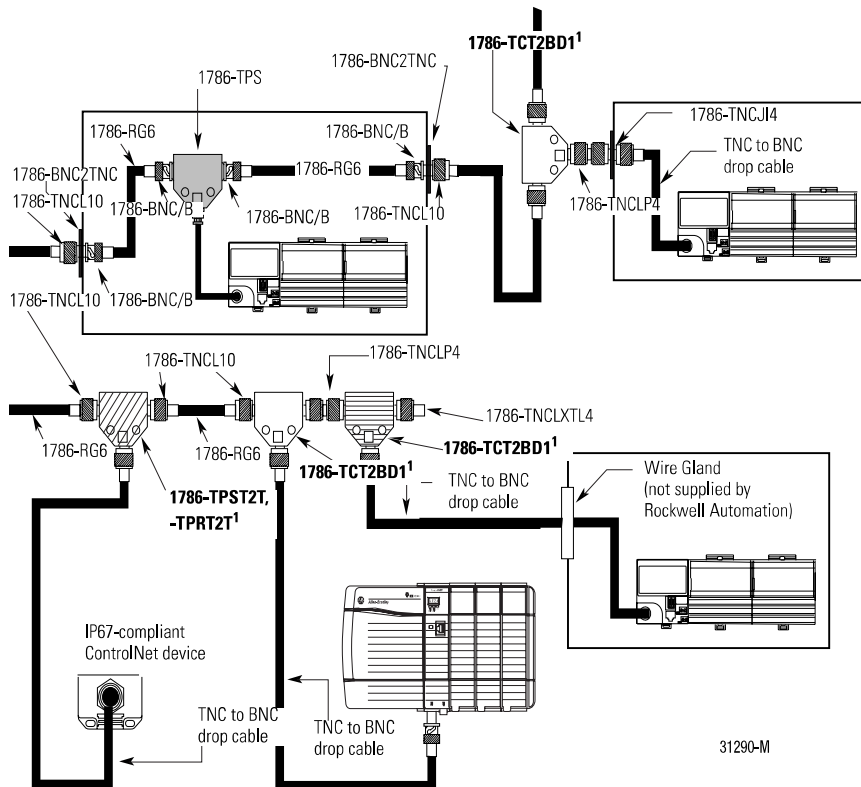 1786-TCT2BD1¹
1786-BNC2TNC
1786-TPS
1786-TNCJI4
1786-RG6
1786-BNC/B
TNC to BNC
drop cable
1786-RG6
1786-BNC2TNC
1786-TNCL10
1786-BNC/B
1786-BNC/B
1786-TNCL10
1786-TNCLP4
1786-TNCL10
1786-BNC/B
1786-TNCL10
1786-TNCLP4
1786-TNCLXTL4
1786-RG6
1786-RG6
1786-TCT2BD1¹
1786-TCT2BD1¹
1786-TPST2T,
-TPRT2T¹
TNC to BNC
drop cable
Wire Gland
(not supplied by
Rockwell Automation)
IP67-compliant
ControlNet device
TNC to BNC
drop cable
TNC to BNC
drop cable
Allen-Bradley
31290-M